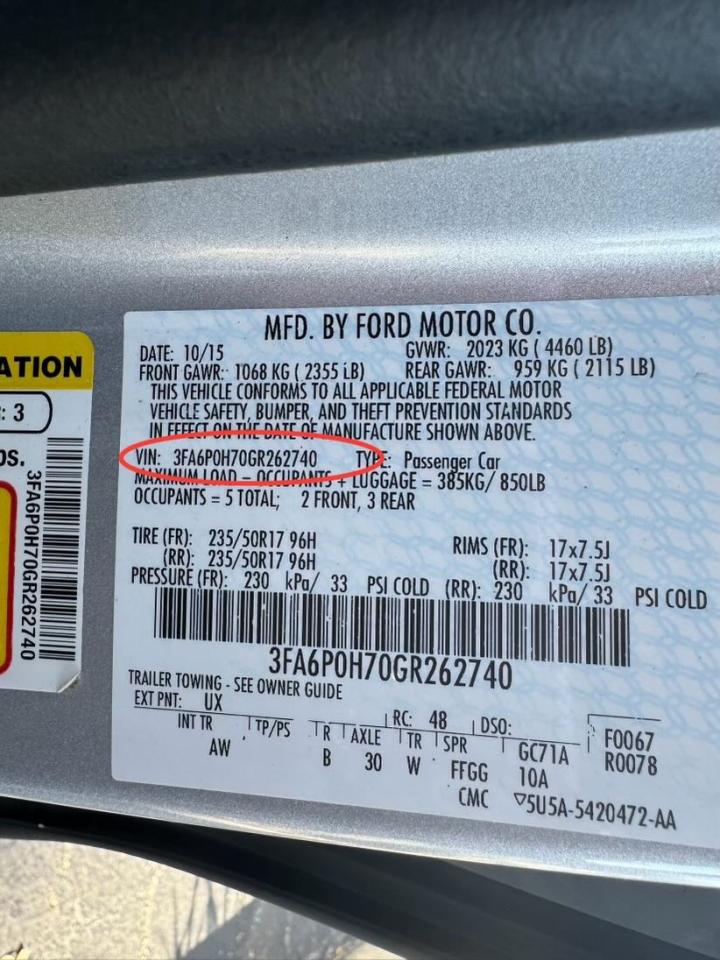 MFD. BY FORD MOTOR CO.
DATE: 10/15 GVWR: 2023 KG ( 4460 LB)
FRONT GAWR: 1068 KG ( 2355 LB) REAR GAWR: 959 KG ( 2115 LB)
THIS VEHICLE CONFORMS TO ALL APPLICABLE FEDERAL MOTOR
VEHICLE SAFETY, BUMPER, AND THEFT PREVENTION STANDARDS
IN EFFECT ON THE DATE OF MANUFACTURE SHOWN ABOVE.
VIN: 3FA6P0H70GR262740 TYPE: Passenger Car
MAXIMUM LOAD = OCCUPANTS + LUGGAGE = 385KG/ 850LB
OCCUPANTS = 5 TOTAL; 2 FRONT, 3 REAR
TIRE (FR): 235/50R17 96H RIMS (FR): 17x7.5J
(RR): 235/50R17 96H (RR): 17x7.5J
PRESSURE (FR): 230 kPa/ 33 PSI COLD (RR): 230 kPa/ 33 PSI COLD
3FA6P0H70GR262740
TRAILER TOWING - SEE OWNER GUIDE
EXT PNT: UX RC: 48 DSO: F0067
INT TR TP/PS R AXLE TR SPR GC71A R0078
AW B 30 W FFGG 10A
CMC 5U5A-5420472-AA
ATION
: 3
DS.
3FA6P0H70GR262740